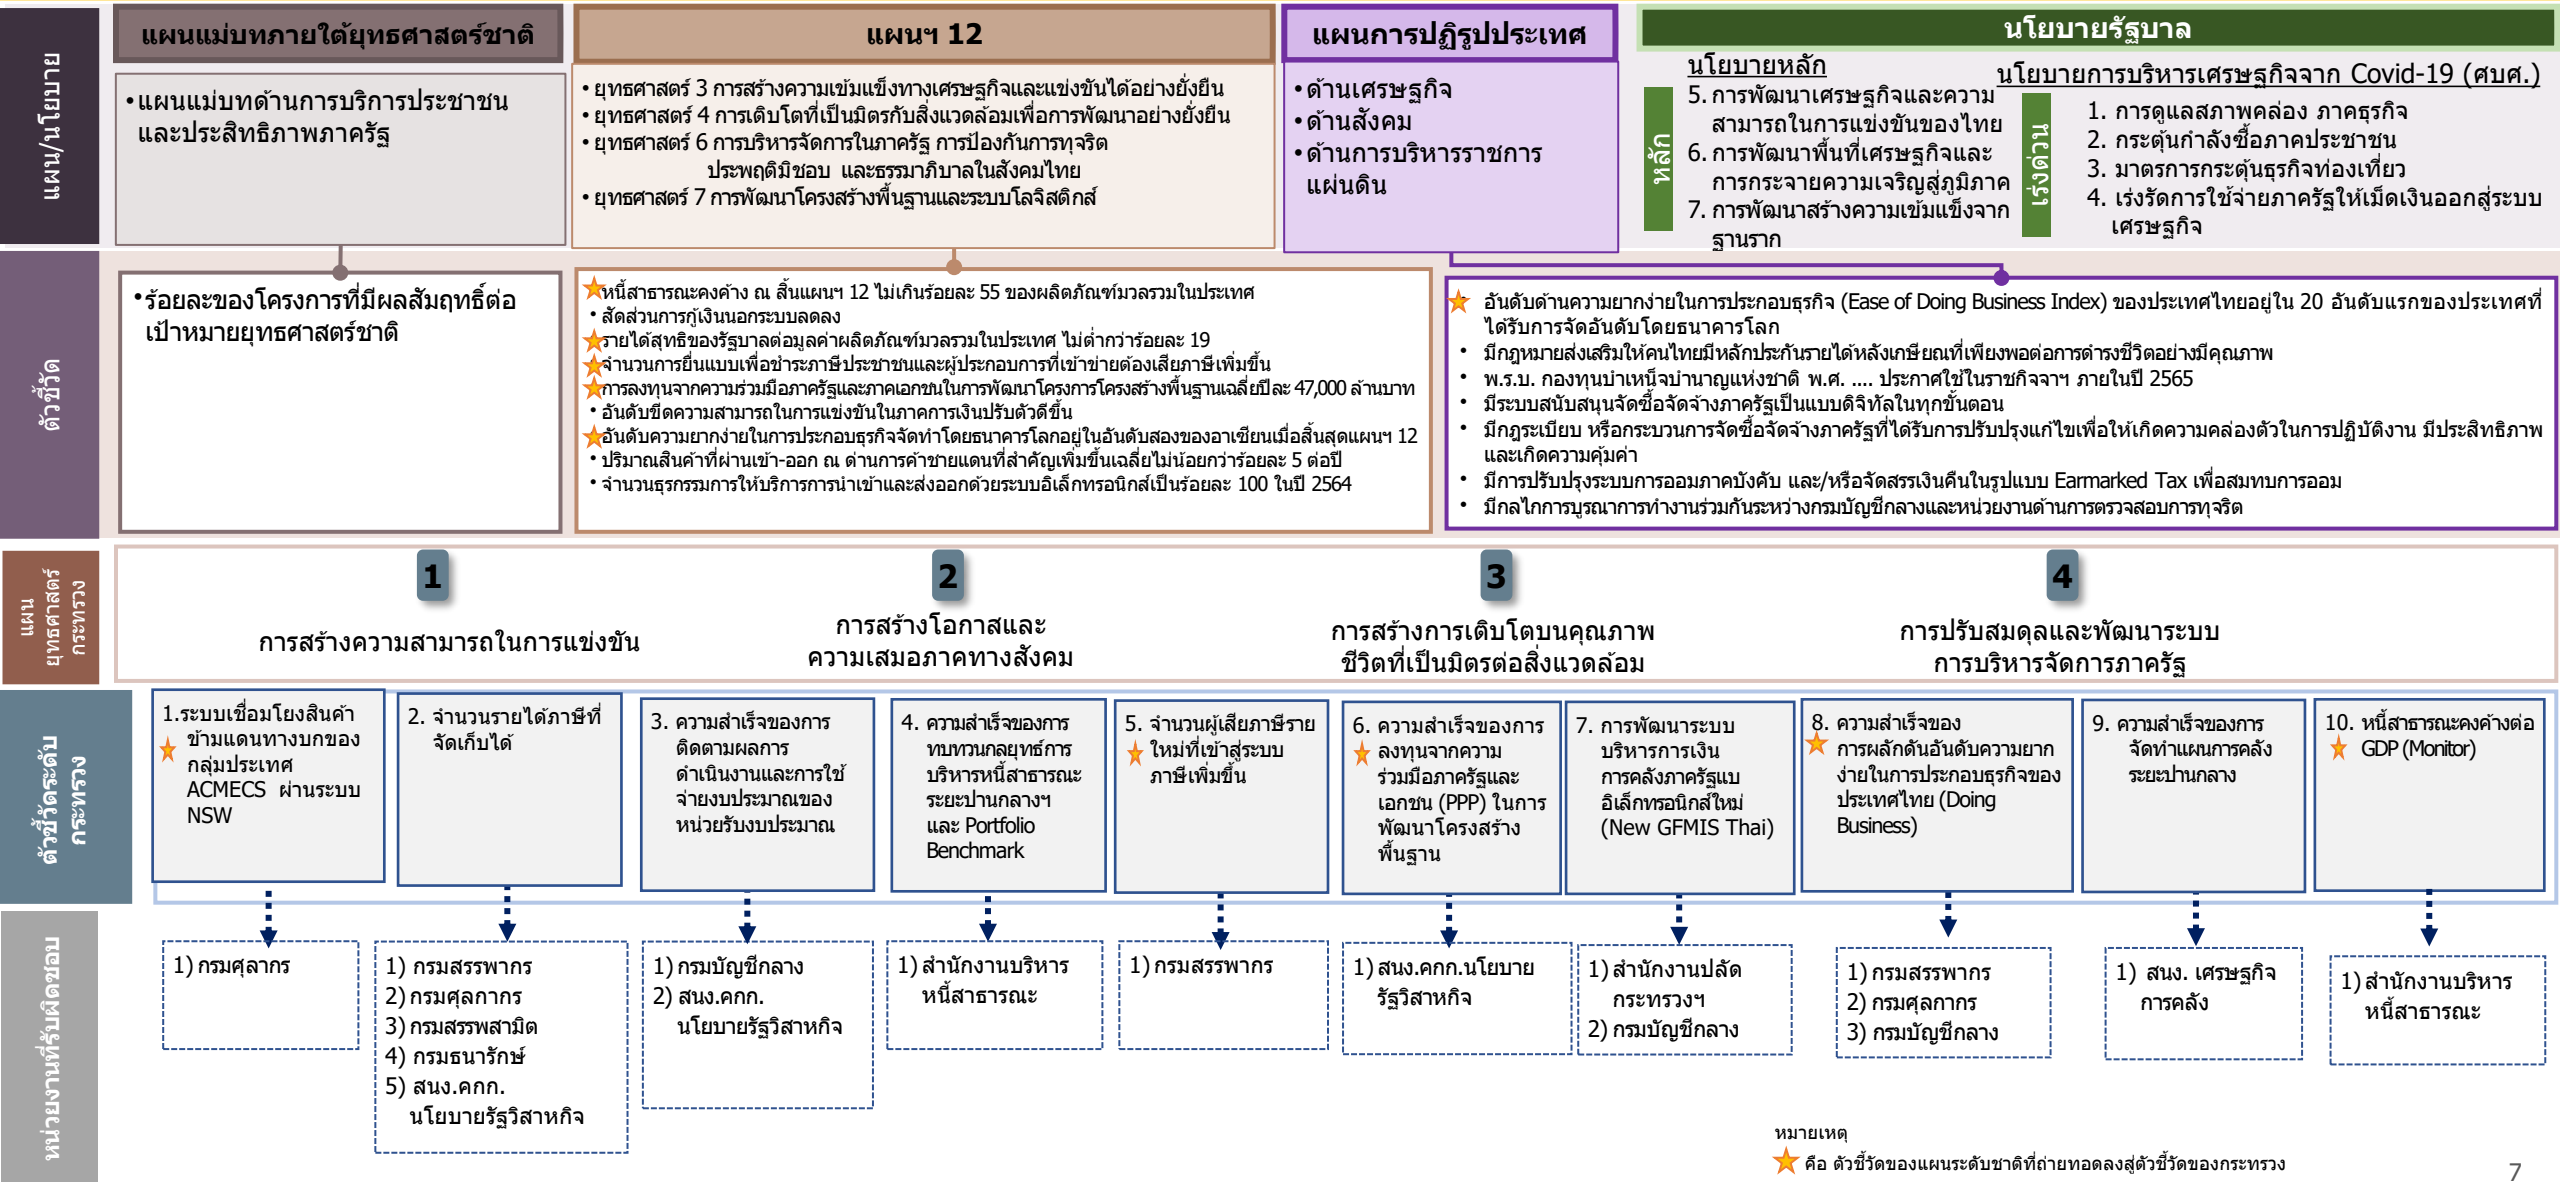 แผน/นโยบาย
แผนแม่บทภายใต้ยุทธศาสตร์ชาติ
•แผนแม่บทด้านการบริการประชาชน
และประสิทธิภาพภาครัฐ
แผนฯ 12
• ยุทธศาสตร์ 3 การสร้างความเข้มแข็งทางเศรษฐกิจและแข่งขันได้อย่างยั่งยืน
• ยุทธศาสตร์ 4 การเติบโตที่เป็นมิตรกับสิ่งแวดล้อมเพื่อการพัฒนาอย่างยั่งยืน
• ยุทธศาสตร์ 6 การบริหารจัดการในภาครัฐ การป้องกันการทุจริต
ประพฤติมิชอบ และธรรมาภิบาลในสังคมไทย
• ยุทธศาสตร์ 7 การพัฒนาโครงสร้างพื้นฐานและระบบโลจิสติกส์
แผนการปฏิรูปประเทศ
•ด้านเศรษฐกิจ
•ด้านสังคม
•ด้านการบริหารราชการ
แผ่นดิน
นโยบายรัฐบาล
นโยบายหลัก
หลัก
5. การพัฒนาเศรษฐกิจและความ
สามารถในการแข่งขันของไทย
6. การพัฒนาพื้นที่เศรษฐกิจและ
การกระจายความเจริญสู่ภูมิภาค
7. การพัฒนาสร้างความเข้มแข็งจาก
ฐานราก
นโยบายการบริหารเศรษฐกิจจาก Covid-19 (ศบศ.)
เร่งด่วน
1. การดูแลสภาพคล่อง ภาคธุรกิจ
2. กระตุ้นกำลังซื้อภาคประชาชน
3. มาตรการกระตุ้นธุรกิจท่องเที่ยว
4. เร่งรัดการใช้จ่ายภาครัฐให้เม็ดเงินออกสู่ระบบ
เศรษฐกิจ
ตัวชี้วัด
•ร้อยละของโครงการที่มีผลสัมฤทธิ์ต่อ
เป้าหมายยุทธศาสตร์ชาติ
หนี้สาธารณะคงค้าง ณ สิ้นแผนฯ 12 ไม่เกินร้อยละ 55 ของผลิตภัณฑ์มวลรวมในประเทศ
• สัดส่วนการกู้เงินนอกระบบลดลง
รายได้สุทธิของรัฐบาลต่อมูลค่าผลิตภัณฑ์มวลรวมในประเทศ ไม่ต่ำกว่าร้อยละ 19
จำนวนการยื่นแบบเพื่อชำระภาษีประชาชนและผู้ประกอบการที่เข้าข่ายต้องเสียภาษีเพิ่มขึ้น
การลงทุนจากความร่วมมือภาครัฐและภาคเอกชนในการพัฒนาโครงการโครงสร้างพื้นฐานเฉลี่ยปีละ 47,000 ล้านบาท
• อันดับขีดความสามารถในการแข่งขันในภาคการเงินปรับตัวดีขึ้น
อันดับความยากง่ายในการประกอบธุรกิจจัดทำโดยธนาคารโลกอยู่ในอันดับสองของอาเซียนเมื่อสิ้นสุดแผนฯ 12
• ปริมาณสินค้าที่ผ่านเข้า-ออก ณ ด่านการค้าชายแดนที่สำคัญเพิ่มขึ้นเฉลี่ยไม่น้อยกว่าร้อยละ 5 ต่อปี
• จำนวนธุรกรรมการให้บริการการนำเข้าและส่งออกด้วยระบบอิเล็กทรอนิกส์เป็นร้อยละ 100 ในปี 2564
อันดับด้านความยากง่ายในการประกอบธุรกิจ (Ease of Doing Business Index) ของประเทศไทยอยู่ใน 20 อันดับแรกของประเทศที่
ได้รับการจัดอันดับโดยธนาคารโลก
• มีกฎหมายส่งเสริมให้คนไทยมีหลักประกันรายได้หลังเกษียณที่เพียงพอต่อการดำรงชีวิตอย่างมีคุณภาพ
• พ.ร.บ. กองทุนบำเหน็จบำนาญแห่งชาติ พ.ศ. .... ประกาศใช้ในราชกิจจาฯ ภายในปี 2565
• มีระบบสนับสนุนจัดซื้อจัดจ้างภาครัฐเป็นแบบดิจิทัลในทุกขั้นตอน
• มีกฎระเบียบ หรือกระบวนการจัดซื้อจัดจ้างภาครัฐที่ได้รับการปรับปรุงแก้ไขเพื่อให้เกิดความคล่องตัวในการปฏิบัติงาน มีประสิทธิภาพ
และเกิดความคุ้มค่า
• มีการปรับปรุงระบบการออมภาคบังคับ และ/หรือจัดสรรเงินคืนในรูปแบบ Earmarked Tax เพื่อสมทบการออม
• มีกลไกการบูรณาการทำงานร่วมกันระหว่างกรมบัญชีกลางและหน่วยงานด้านการตรวจสอบการทุจริต
แผน
ยุทธศาสตร์
กระทรวง
1
การสร้างความสามารถในการแข่งขัน
2
การสร้างโอกาสและ
ความเสมอภาคทางสังคม
3
การสร้างการเติบโตบนคุณภาพ
ชีวิตที่เป็นมิตรต่อสิ่งแวดล้อม
4
การปรับสมดุลและพัฒนาระบบ
การบริหารจัดการภาครัฐ
ตัวชี้วัดระดับ
กระทรวง
1.ระบบเชื่อมโยงสินค้า
ข้ามแดนทางบกของ
กลุ่มประเทศ
ACMECS ผ่านระบบ
NSW
2. จำนวนรายได้ภาษีที่
จัดเก็บได้
3. ความสำเร็จของการ
ติดตามผลการ
ดำเนินงานและการใช้
จ่ายงบประมาณของ
หน่วยรับงบประมาณ
4. ความสำเร็จของการ
ทบทวนกลยุทธ์การ
บริหารหนี้สาธารณะ
ระยะปานกลางฯ
และ Portfolio
Benchmark
5. จำนวนผู้เสียภาษีราย
ใหม่ที่เข้าสู่ระบบ
ภาษีเพิ่มขึ้น
6. ความสำเร็จของการ
ลงทุนจากความ
ร่วมมือภาครัฐและ
เอกชน (PPP) ในการ
พัฒนาโครงสร้าง
พื้นฐาน
7. การพัฒนาระบบ
บริหารการเงิน
การคลังภาครัฐแบ
อิเล็กทรอนิกส์ใหม่
(New GFMIS Thai)
8. ความสำเร็จของ
การผลักดันอันดับความยาก
ง่ายในการประกอบธุรกิจของ
ประเทศไทย (Doing
Business)
9. ความสำเร็จของการ
จัดทำแผนการคลัง
ระยะปานกลาง
10. หนี้สาธารณะคงค้างต่อ
GDP (Monitor)
หน่วยงานที่รับผิดชอบ
1) กรมศุลากร
1) กรมสรรพากร
2) กรมศุลกากร
3) กรมสรรพสามิต
4) กรมธนารักษ์
5) สนง.คกก.
นโยบายรัฐวิสาหกิจ
1) กรมบัญชีกลาง
2) สนง.คกก.
นโยบายรัฐวิสาหกิจ
1) สำนักงานบริหาร
หนี้สาธารณะ
1) กรมสรรพากร
1) สนง.คกก.นโยบาย
รัฐวิสาหกิจ
1) สำนักงานปลัด
กระทรวงฯ
2) กรมบัญชีกลาง
1) กรมสรรพากร
2) กรมศุลกากร
3) กรมบัญชีกลาง
1) สนง. เศรษฐกิจ
การคลัง
1) สำนักงานบริหาร
หนี้สาธารณะ
หมายเหตุ
คือ ตัวชี้วัดของแผนระดับชาติที่ถ่ายทอดลงสู่ตัวชี้วัดของกระทรวง
7